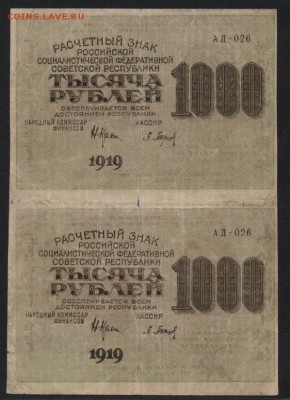 COINS.LAVE.RU
РАСЧЕТНЫЙ ЗНАК АД-026
РОССИЙСКОЙ
СОЦИАЛИСТИЧЕСКОЙ ФЕДЕРАТИВНОЙ
СОВЕТСКОЙ РЕСПУБЛИКИ
ТЫСЯЧА 1000
РУБЛЕЙ
ОБЕСПЕЧИВАЕТСЯ ВСЕМ
ДОСТОЯНИЕМ РЕСПУБЛИКИ
НАРОДНЫЙ КОМИССАР КАССИР
ФИНАНСОВ
1919
РАСЧЕТНЫЙ ЗНАК АД-026
РОССИЙСКОЙ
СОЦИАЛИСТИЧЕСКОЙ ФЕДЕРАТИВНОЙ
СОВЕТСКОЙ РЕСПУБЛИКИ
ТЫСЯЧА 1000
РУБЛЕЙ
ОБЕСПЕЧИВАЕТСЯ ВСЕМ
ДОСТОЯНИЕМ РЕСПУБЛИКИ
НАРОДНЫЙ КОМИССАР КАССИР
ФИНАНСОВ
1919